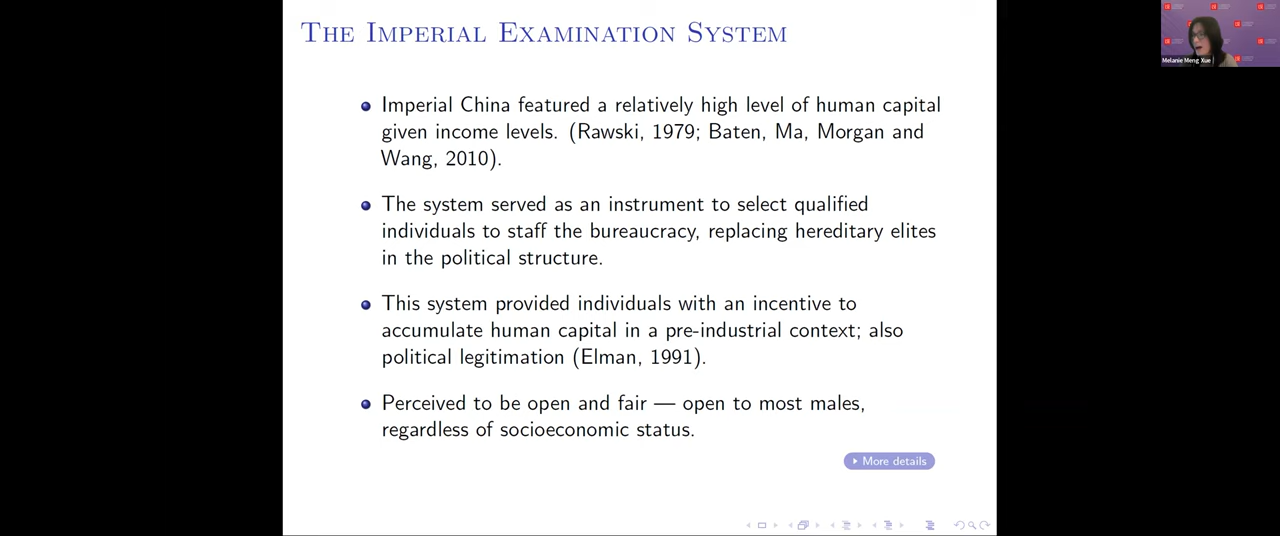 The Imperial Examination System
Imperial China featured a relatively high level of human capital
given income levels. (Rawski, 1979; Baten, Ma, Morgan and
Wang, 2010).
The system served as an instrument to select qualified
individuals to staff the bureaucracy, replacing hereditary elites
in the political structure.
This system provided individuals with an incentive to
accumulate human capital in a pre-industrial context; also
political legitimation (Elman, 1991).
Perceived to be open and fair — open to most males,
regardless of socioeconomic status.
More details
Melanie Meng Xue